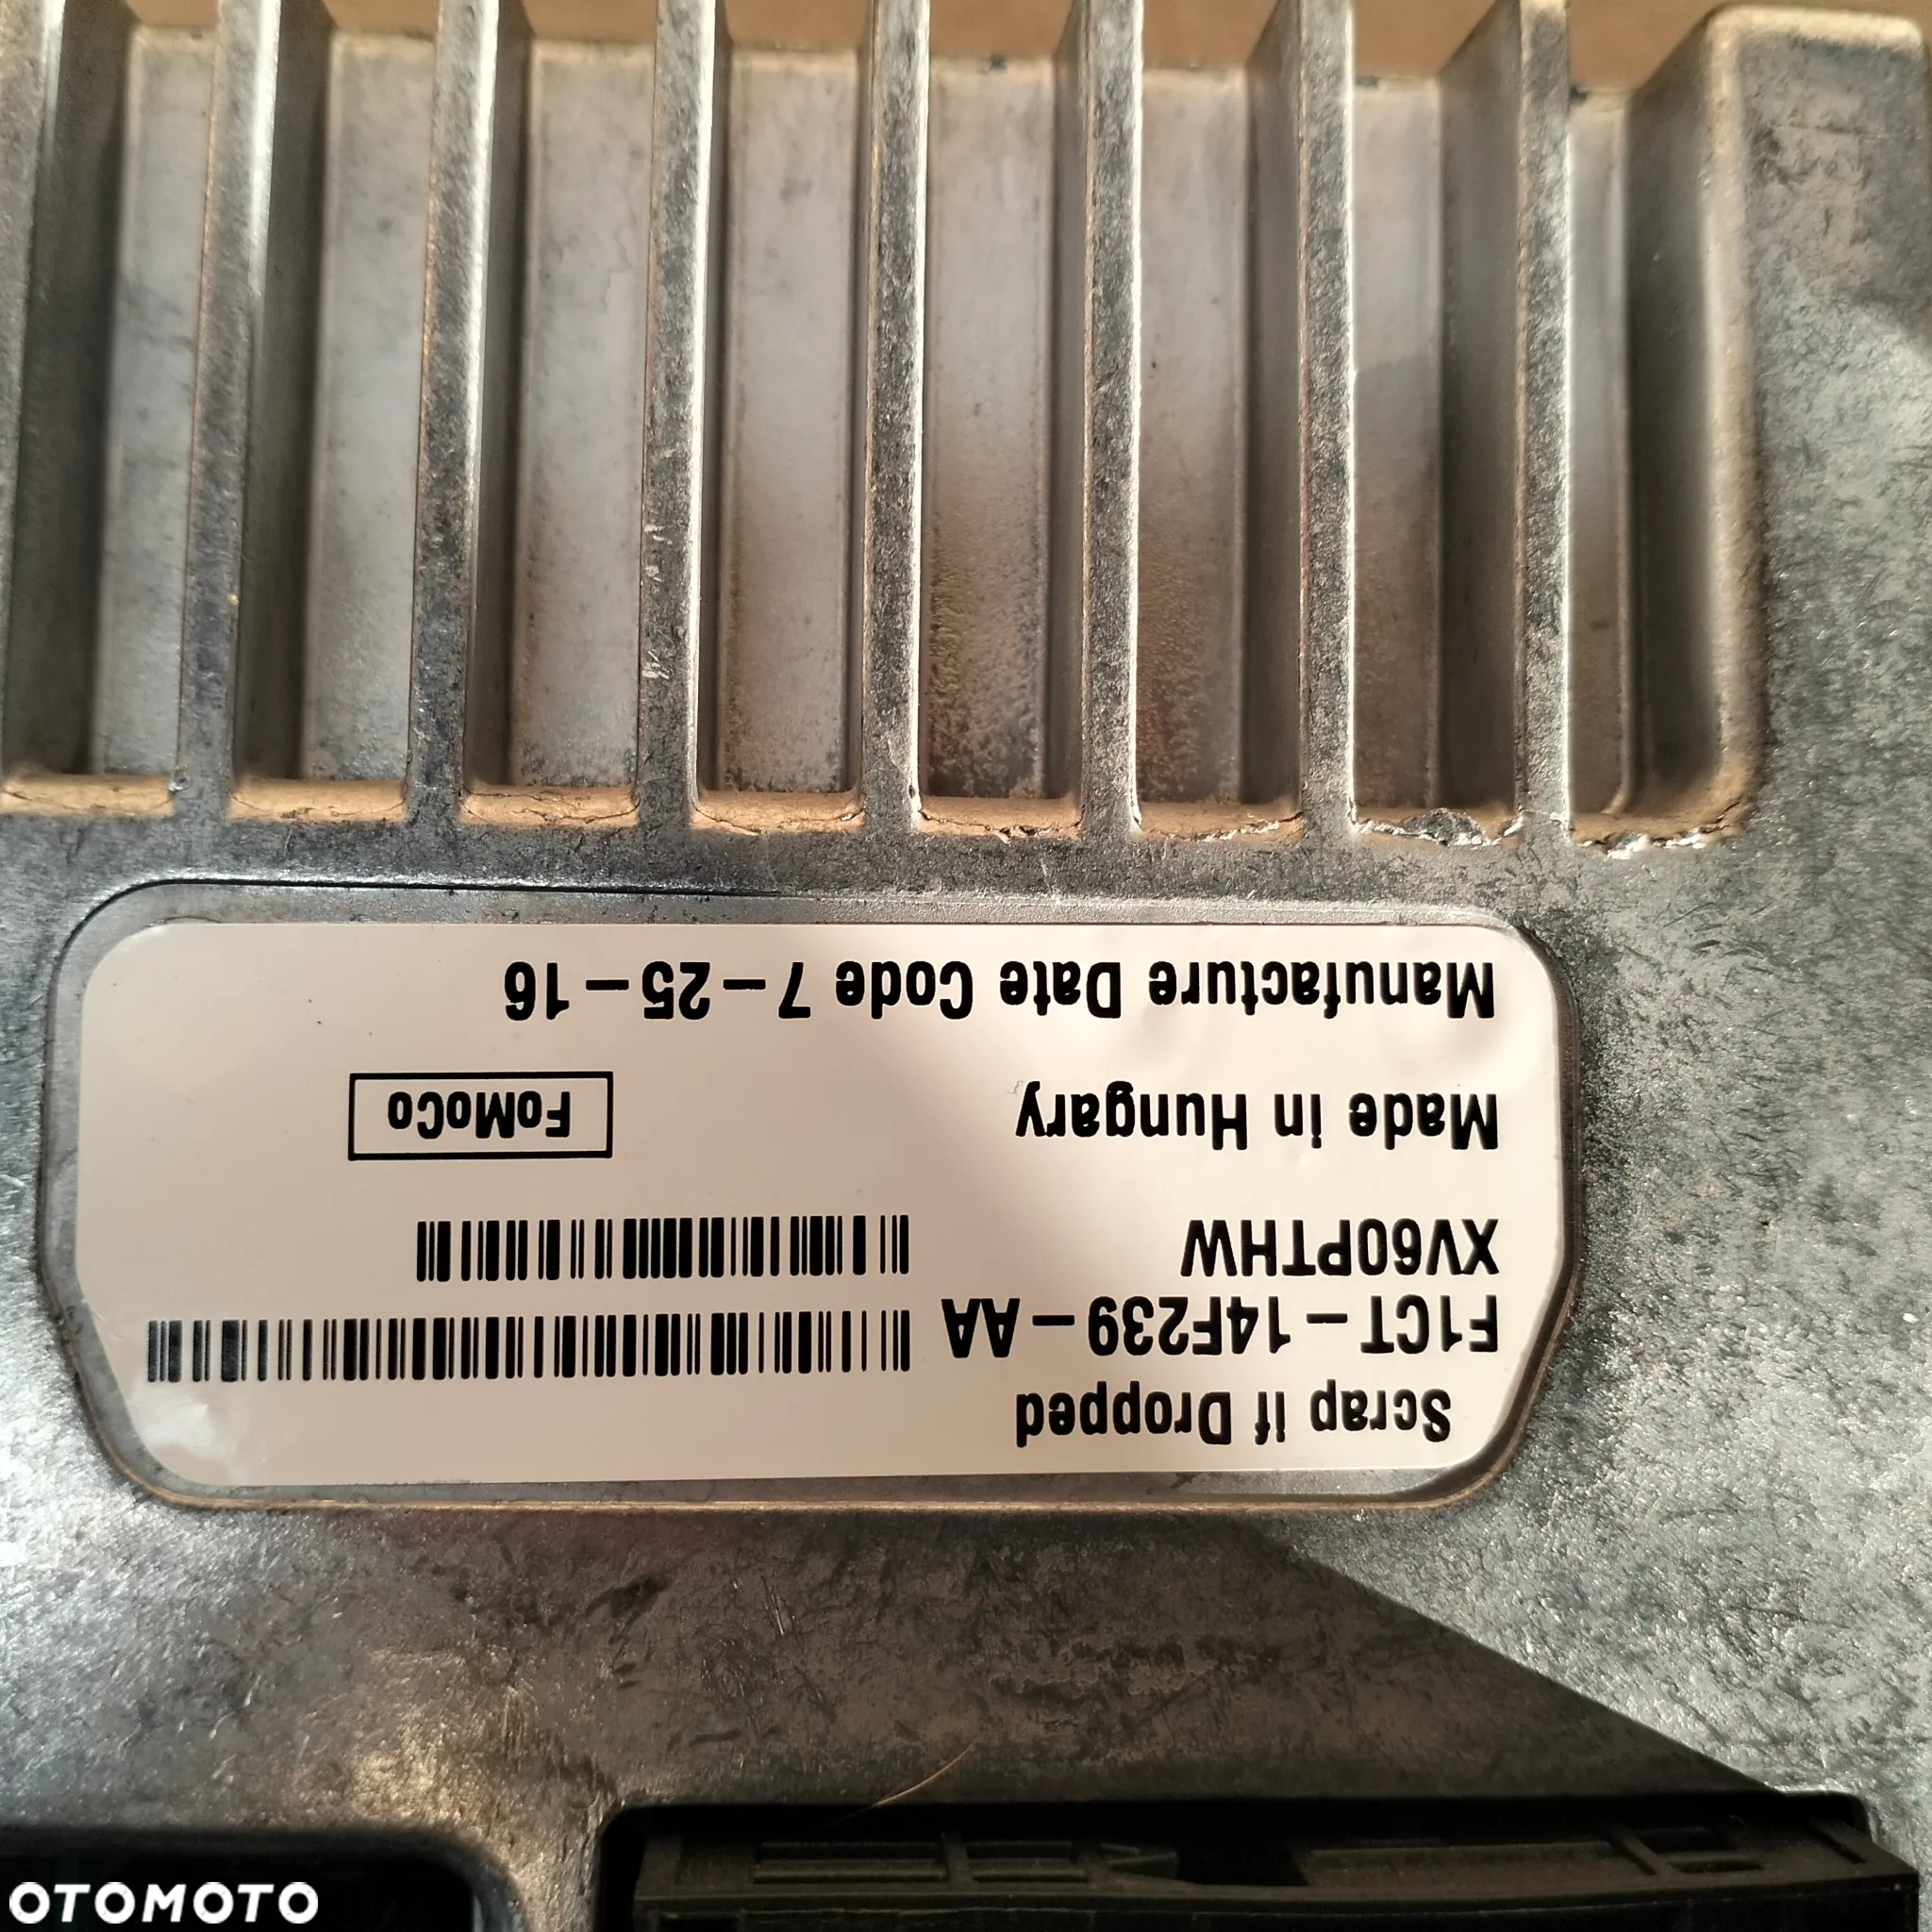 Scrap if Dropped
F1CT-14F239-AA
XV60PTHW
Made in Hungary
FoMoCo
Manufacture Date Code 7-25-16
OTOMOTO